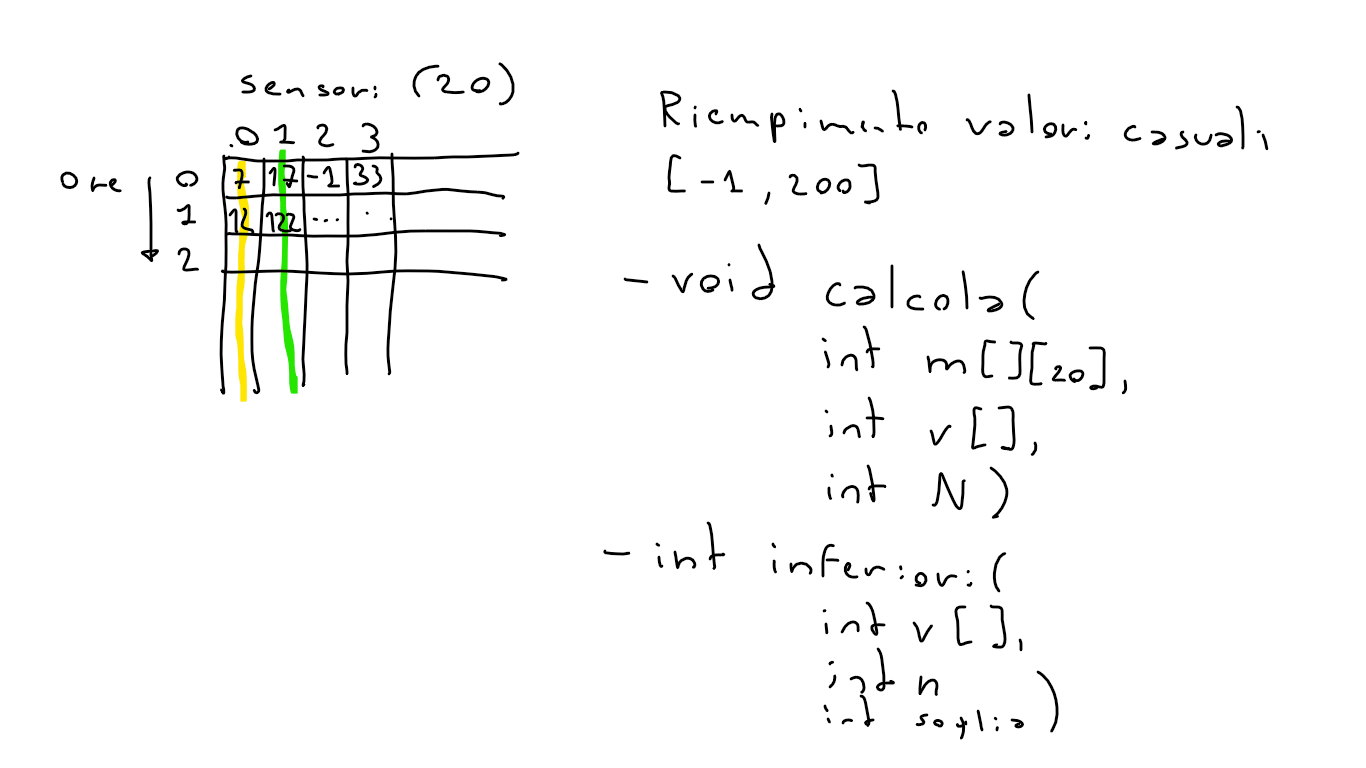 sensori (20)
0 1 2 3
ore 0 7 17 -1 33
1 12 122 ... ..
2
Riempimento valori casuali
[-1, 200]
- void calcola(
int m[][20],
int v[],
int N)
- int inferiori(
int v[],
int n
int soglia)